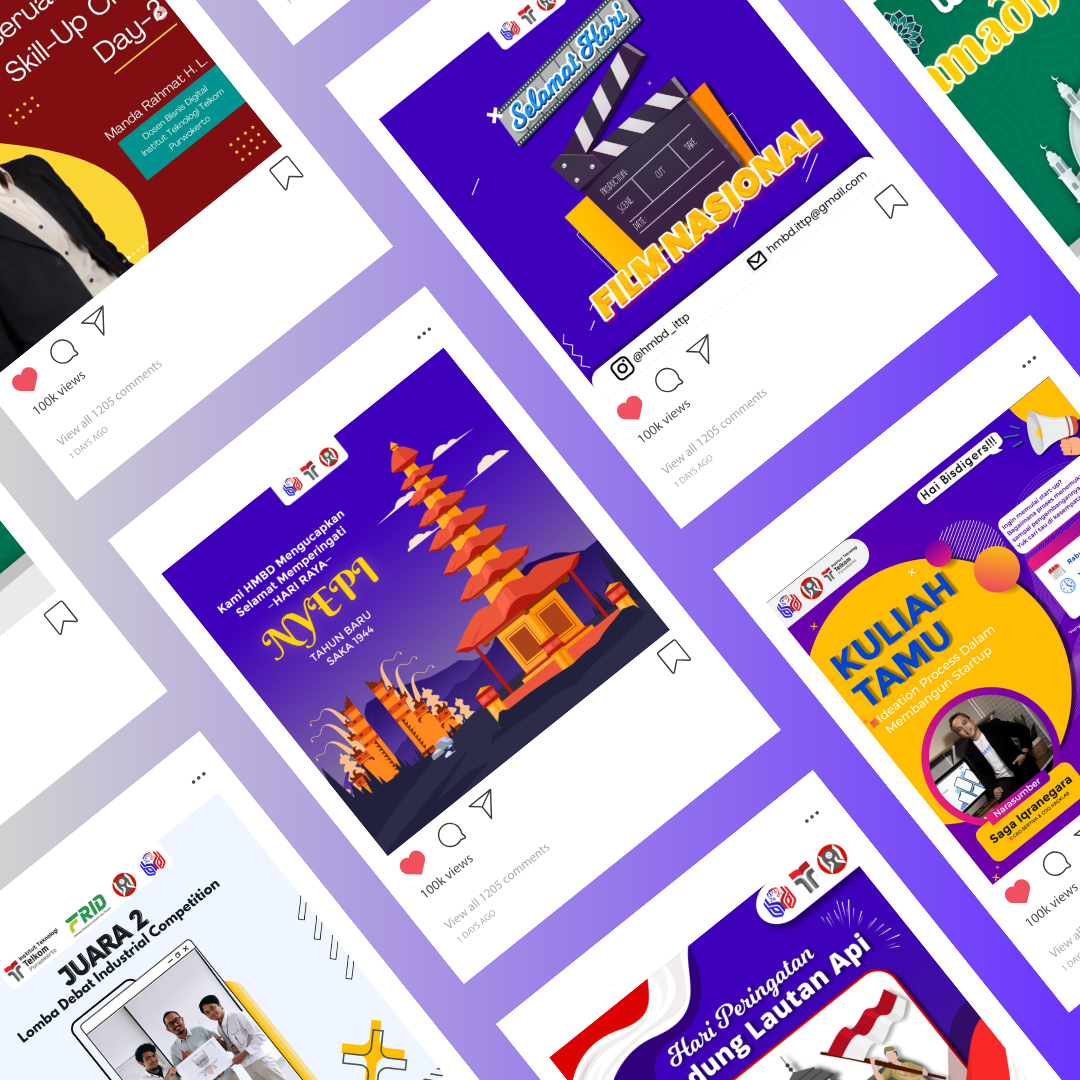 Skill-Up
Day-2
Manda Rahmat H. L.
Dosen Bisnis Digital
Institut Teknologi Telkom
Purwokerto
100k views
View all 1205 comments
1 DAYS AGO
Selamat Hari
PRODUCTION
SCENE
CUT
TAKE
DATE:
FILM NASIONAL
@hmbd_ittp
hmbd.ittp@gmail.com
100k views
View all 1205 comments
1 DAYS AGO
Kami HMBD Mengucapkan
Selamat Memperingati
-HARI RAYA-
NYEPI
TAHUN BARU
SAKA 1944
100k views
View all 1205 comments
1 DAYS AGO
Hai Bisdigers!!!
Ingin memulai start-up?
Institut Teknologi
Telkom
Purwokerto
KULIAH
TAMU
Ideation Process Dalam
Membangun Startup
Narasumber
Saga Iqranegara
100k views
View
Institut Teknologi
Telkom
Purwokerto
FRID
JUARA 2
Lomba Debat Industrial Competition
Hari Peringatan
Lautan Api